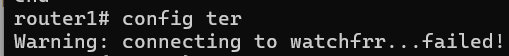 router1# config ter
Warning: connecting to watchfrr...failed!